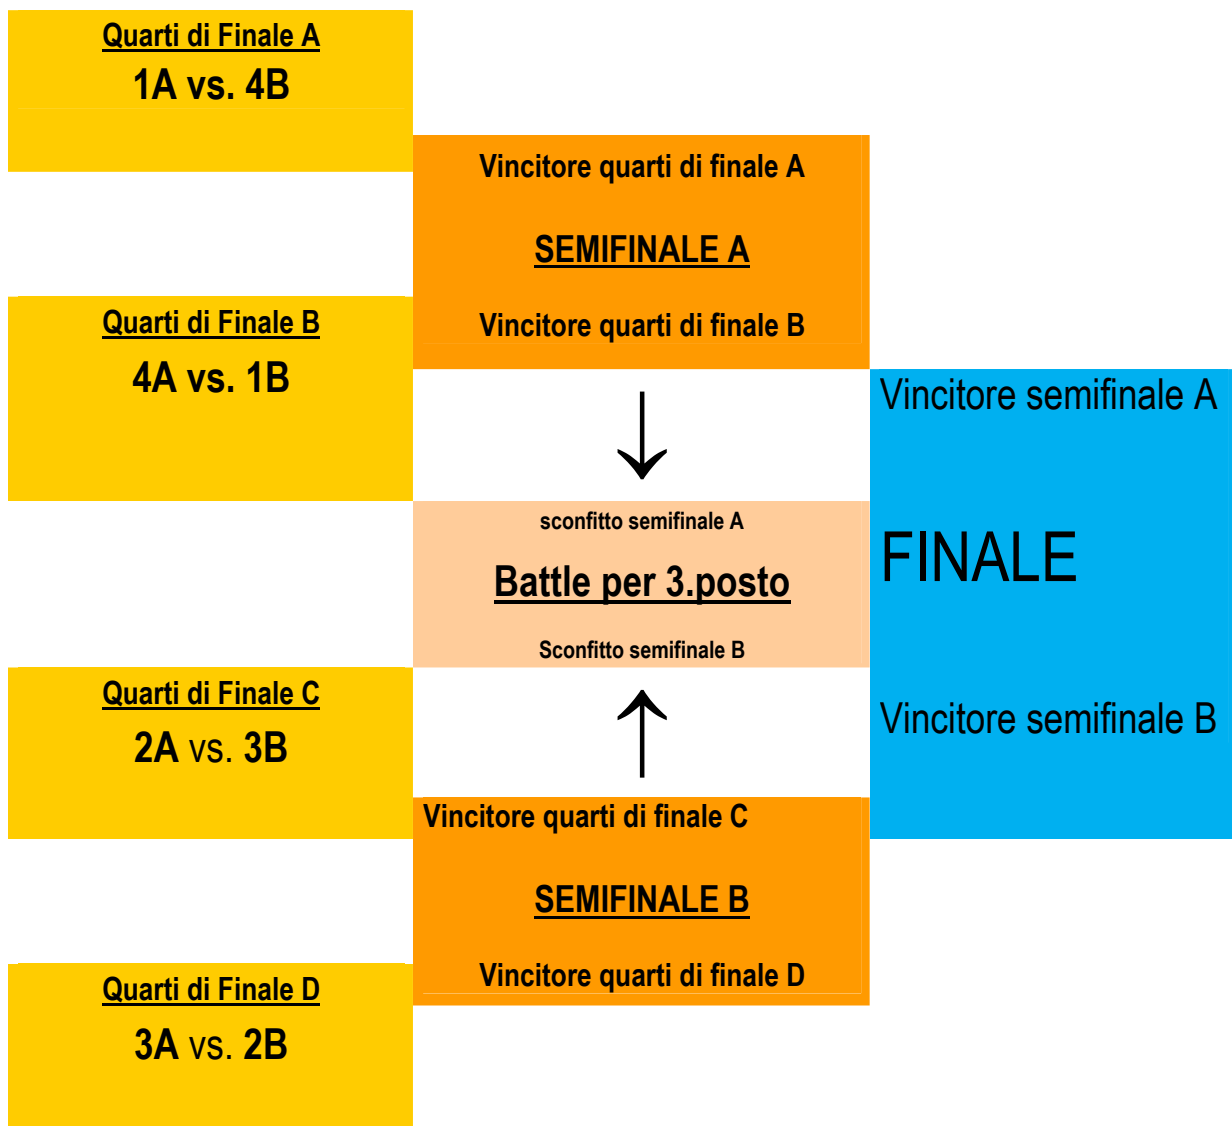 Quarti di Finale A
1A vs. 4B
Vincitore quarti di finale A
SEMIFINALE A
Vincitore quarti di finale B
Quarti di Finale B
4A vs. 1B
Vincitore semifinale A
FINALE
Vincitore semifinale B
sconfitto semifinale A
Battle per 3.posto
Sconfitto semifinale B
Quarti di Finale C
2A vs. 3B
Vincitore quarti di finale C
SEMIFINALE B
Vincitore quarti di finale D
Quarti di Finale D
3A vs. 2B